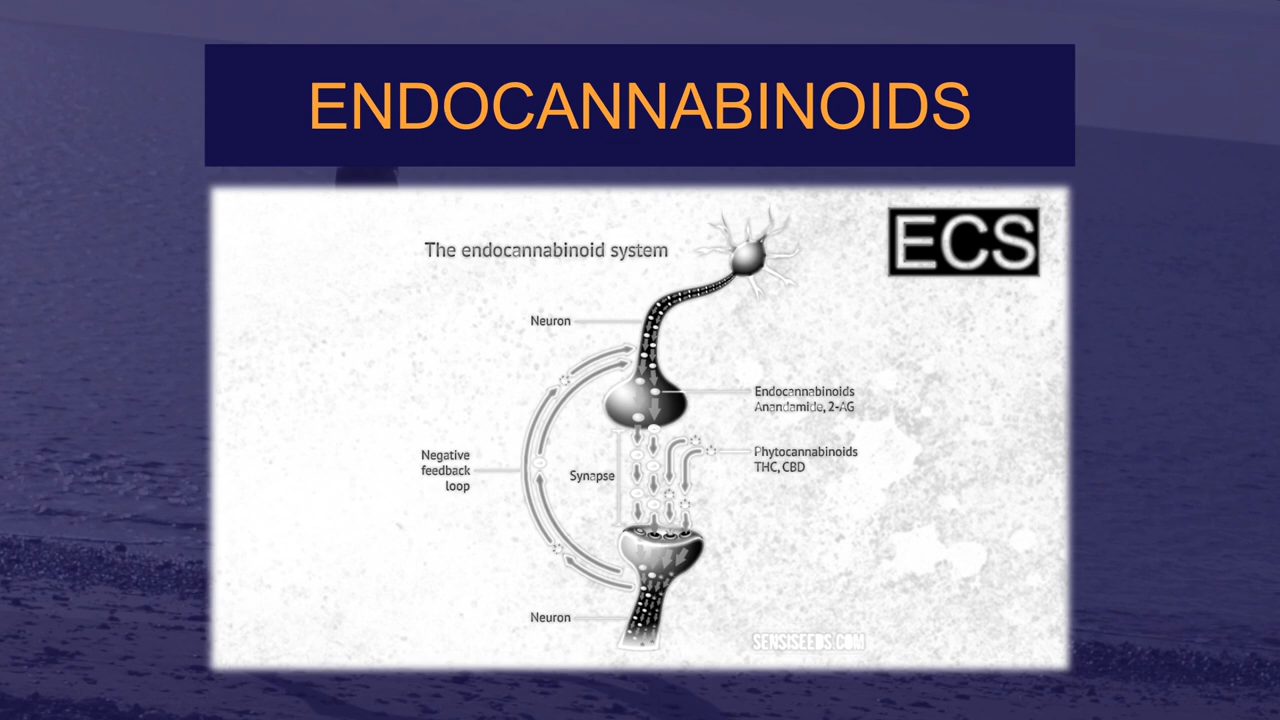 ENDOCANNABINOIDS
The endocannabinoid system
ECS
Neuron
Endocannabinoids
Anandamide, 2-AG
Negative
feedback
loop
Synapse
Phytocannabinoids
THC, CBD
Neuron
SENSISEEDS.COM